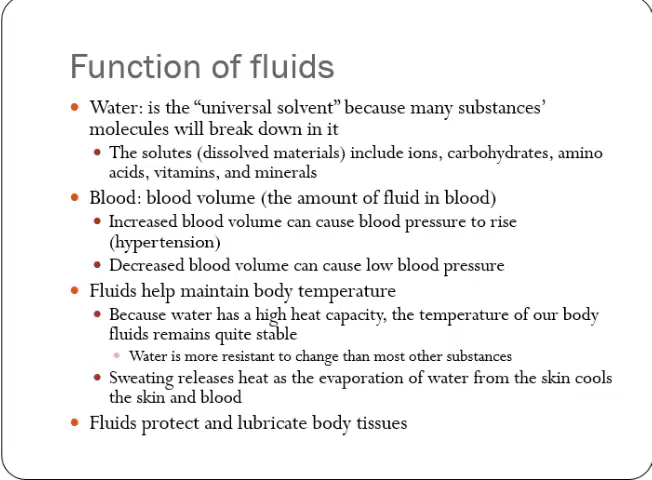 Function of fluids
• Water: is the “universal solvent” because many substances’
molecules will break down in it
• The solutes (dissolved materials) include ions, carbohydrates, amino
acids, vitamins, and minerals
• Blood: blood volume (the amount of fluid in blood)
• Increased blood volume can cause blood pressure to rise
(hypertension)
• Decreased blood volume can cause low blood pressure
• Fluids help maintain body temperature
• Because water has a high heat capacity, the temperature of our body
fluids remains quite stable
• Water is more resistant to change than most other substances
• Sweating releases heat as the evaporation of water from the skin cools
the skin and blood
• Fluids protect and lubricate body tissues